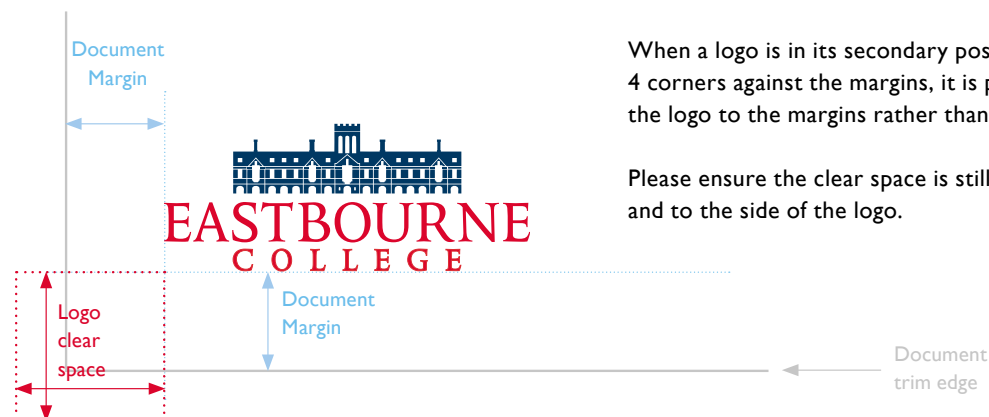 Document
Margin
When a logo is in its secondary
4 corners against the margins, it is
the logo to the margins rather than
Please ensure the clear space is still
and to the side of the logo.
EASTBOURNE
COLLEGE
Document
Margin
Logo
clear
space
Document
trim edge